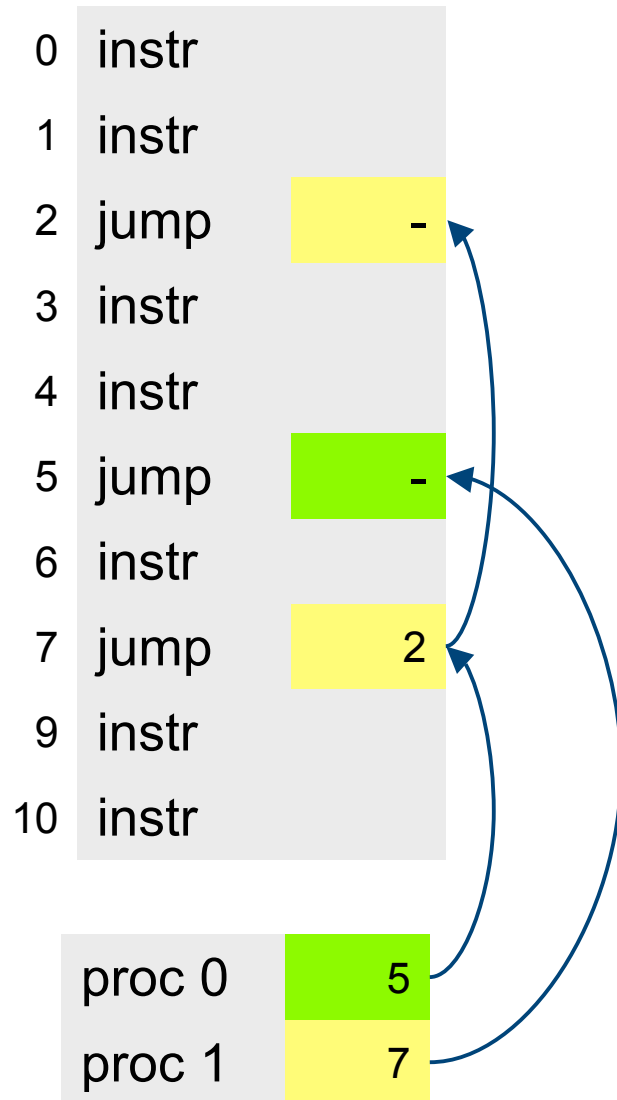 0 instr
1 instr
2 jump -
3 instr
4 instr
5 jump -
6 instr
7 jump 2
9 instr
10 instr
proc 0 5
proc 1 7